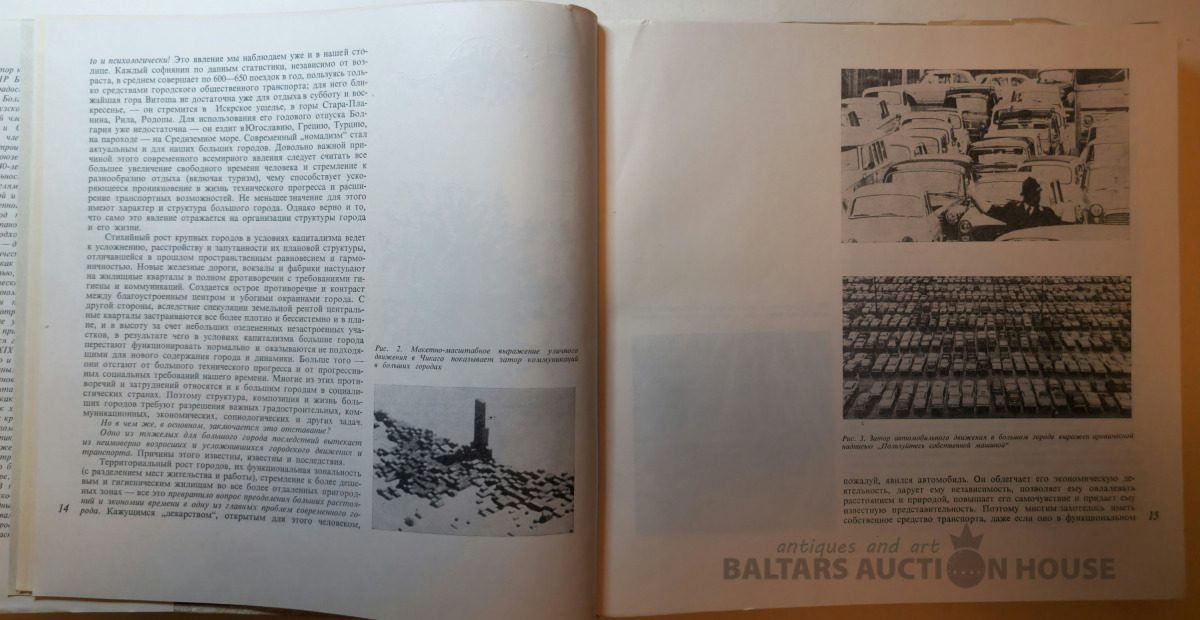 то и психологически! Это явление мы наблюдаем уже и в нашей сто-
лице. Каждый софиянин по данным статистики, независимо от воз-
раста, в среднем совершает по 600—650 поездок в год, пользуясь толь-
ко средствами городского общественного транспорта; для него бли-
жайшая гора Витоша не достаточна уже для отдыха в субботу и вос-
кресенье, — он стремится в Искрское ущелье, в горы Стара-Пла-
нина, Рила, Родопы. Для использования его годового отпуска Бол-
гария уже недостаточна — он ездит в Югославию, Грецию, Турцию,
на пароходе — на Средиземное море. Современный „номадизм“ стал
актуальным и для наших больших городов. Довольно важной при-
чиной этого современного всемирного явления следует считать все
большее увеличение свободного времени человека и стремление к
разнообразию отдыха (включая туризм), чему способствует уско-
ряющееся проникновение в жизнь технического прогресса и расши-
рение транспортных возможностей. Не меньшее значение для этого
имеют характер и структура большого города. Однако верно и то,
что само это явление отражается на организации структуры города
и его жизни.
Стихийный рост крупных городов в условиях капитализма ведет
к усложнению, расстройству и запутанности их плановой структуры,
отличавшейся в прошлом пространственным равновесием и гармо-
ничностью. Новые железные дороги, вокзалы и фабрики наступают
на жилищные кварталы в полном противоречии с требованиями ги-
гиены и коммуникаций. Создается острое противоречие и контраст
между благоустроенным центром и убогими окраинами города. С
другой стороны, вследствие спекуляции земельной рентой централь-
ные кварталы застраиваются все более плотно и бессистемно и в пла-
не, и в высоту за счет небольших озелененных незастроенных уча-
стков, в результате чего в условиях капитализма большие города
перестают функционировать нормально и оказываются не подходя-
щими для нового содержания города и динамики. Больше того —
они отстают от большого технического прогресса и от прогрессив-
ных социальных требований нашего времени. Многие из этих проти-
воречий и затруднений относятся и к большим городам в социали-
стических странах. Поэтому структура, композиция и жизнь боль-
ших городов требуют разрешения важных градостроительных, ком-
муникационных, экономических, социологических и других задач.
Но в чем же, в основном, заключается это отставание?
Одно из тяжелых для большого города последствий вытекает
из неимоверно возросших и усложнившихся городского движения и
транспорта. Причины этого известны, известны и последствия.
Территориальный рост городов, их функциональная зональность
(с разделением мест жительства и работы), стремление к более деше-
вым и гигиеническим жилищам во все более отдаленных пригород-
ных зонах — все это превратило вопрос преодоления больших расстоя-
ний и экономии времени в одну из главных проблем современного го-
рода. Кажущимся „лекарством“, открытым для этого человеком,
14
Рис. 2. Макетно-масштабное выражение уличного
движения в Чикаго показывает затор коммуникаций
в больших городах
Рис. 3. Затор автомобильного движения в большом городе выражен иронической
надписью „Пользуйтесь собственной машиной“
пожалуй, явился автомобиль. Он облегчает его экономическую де-
ятельность, дарует ему независимость, позволяет ему овладевать
расстоянием и природой, повышает его самочувствие и придает ему
известную представительность. Поэтому многим захотелось иметь
собственное средство транспорта, даже если оно в функциональном
15
antiques and art
BALTARS AUCTION HOUSE